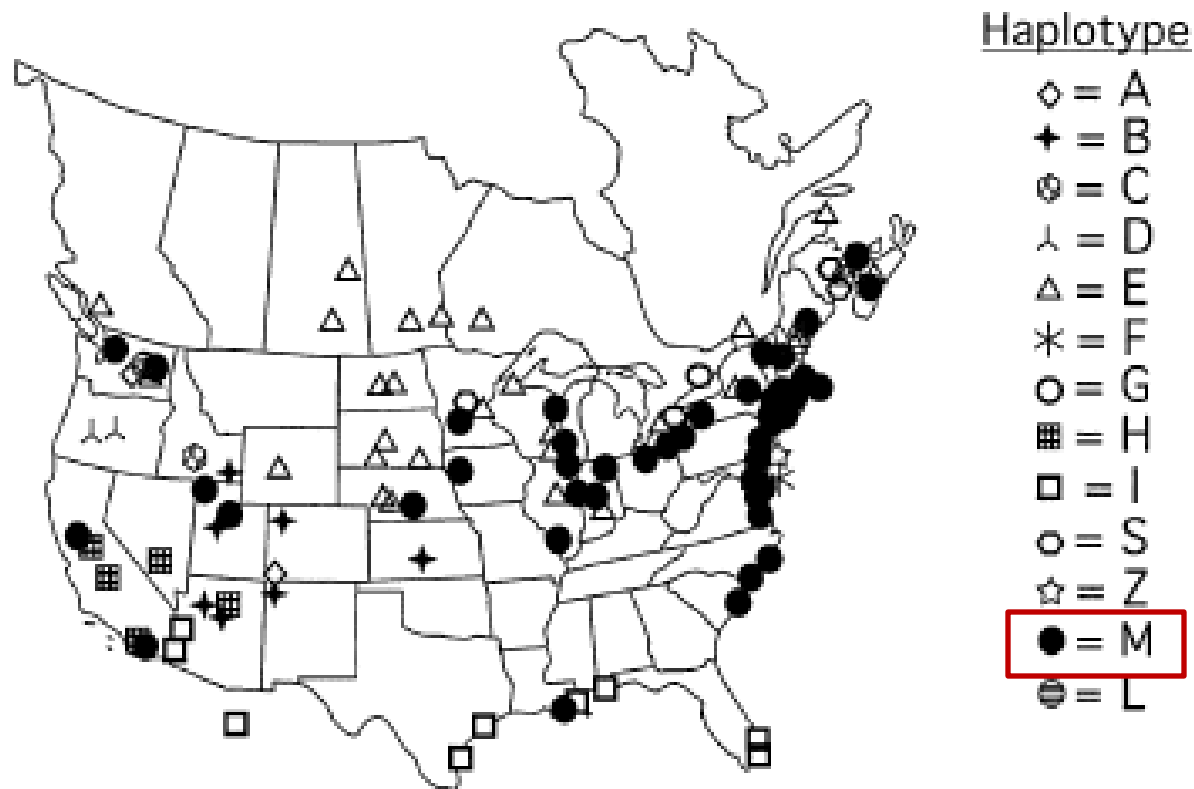 Haplotype
= A
= B
= C
= D
= E
= F
= G
= H
= I
= S
= Z
= M
= L